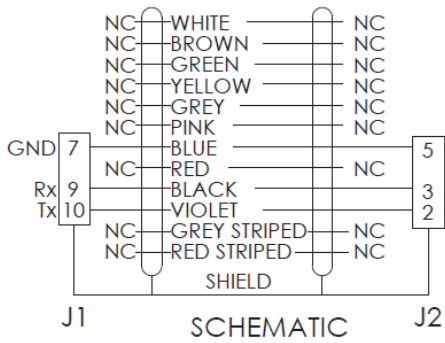 NC WHITE NC
NC BROWN NC
NC GREEN NC
NC YELLOW NC
NC GREY NC
NC PINK NC
GND 7 BLUE 5
NC RED NC
Rx 9 BLACK 3
Tx 10 VIOLET 2
NC GREY STRIPED NC
NC RED STRIPED NC
SHIELD
J1 SCHEMATIC J2